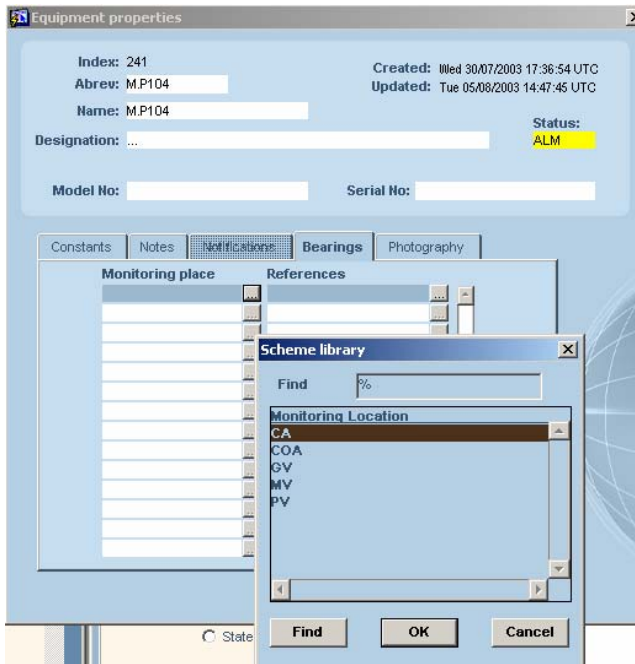 Equipment properties
Index: 241
Abrev: M.P104
Created: Wed 30/07/2003 17:36:54 UTC
Updated: Tue 05/08/2003 14:47:45 UTC
Name: M.P104
Status:
Designation: ...
ALM
Model No:
Serial No:
Constants Notes Notifications Bearings Photography
Monitoring place References
Scheme library
Find %
Monitoring Location
CA
COA
GV
MV
PV
State
Find OK Cancel